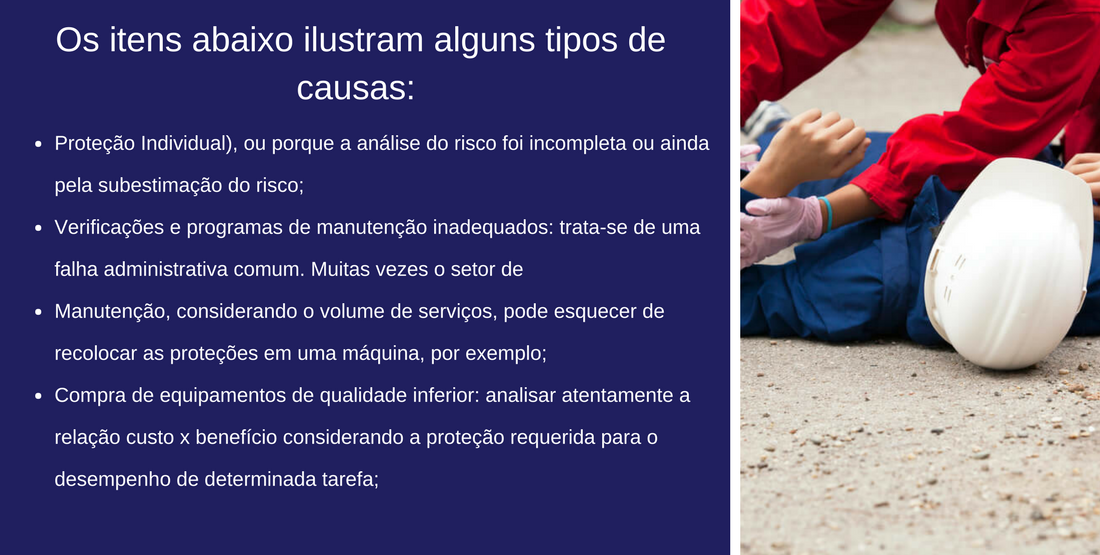 Os itens abaixo ilustram alguns tipos de
causas:
• Proteção Individual), ou porque a análise do risco foi incompleta ou ainda
pela subestimação do risco;
• Verificações e programas de manutenção inadequados: trata-se de uma
falha administrativa comum. Muitas vezes o setor de
• Manutenção, considerando o volume de serviços, pode esquecer de
recolocar as proteções em uma máquina, por exemplo;
• Compra de equipamentos de qualidade inferior: analisar atentamente a
relação custo x benefício considerando a proteção requerida para o
desempenho de determinada tarefa;